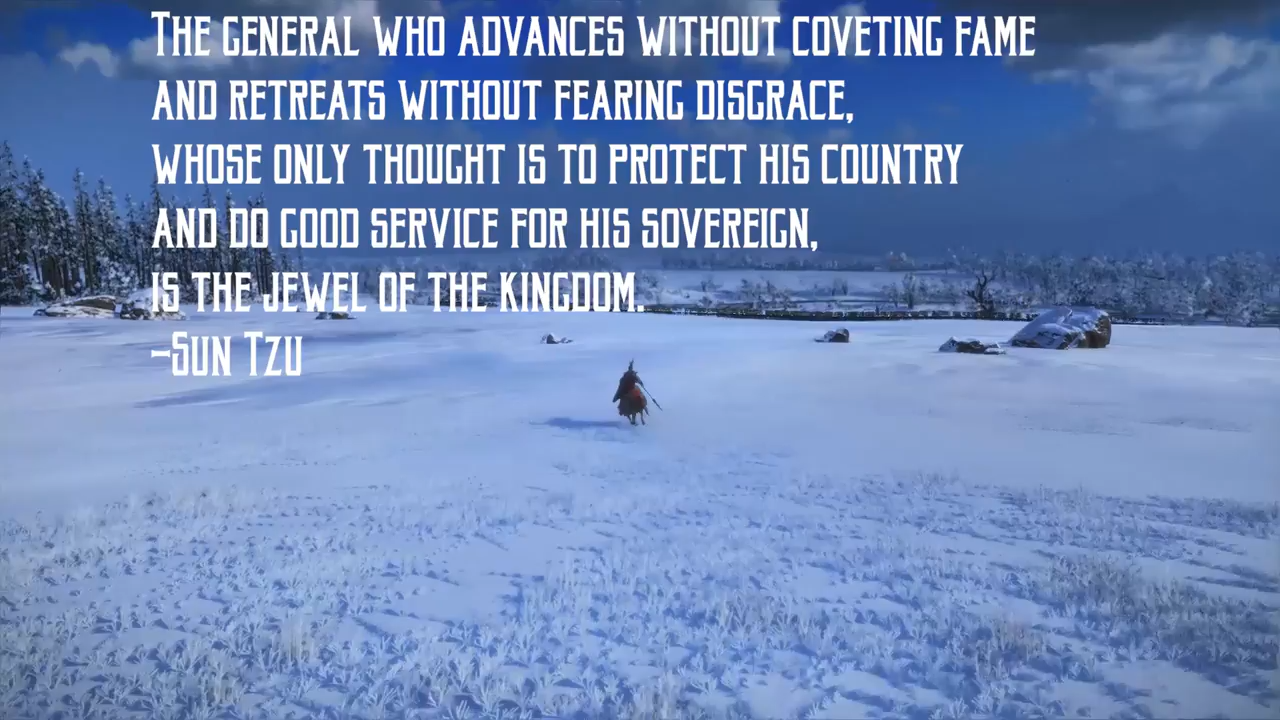 The general who advances without coveting fame
and retreats without fearing disgrace,
whose only thought is to protect his country
and do good service for his sovereign,
is the jewel of the kingdom.
-Sun Tzu